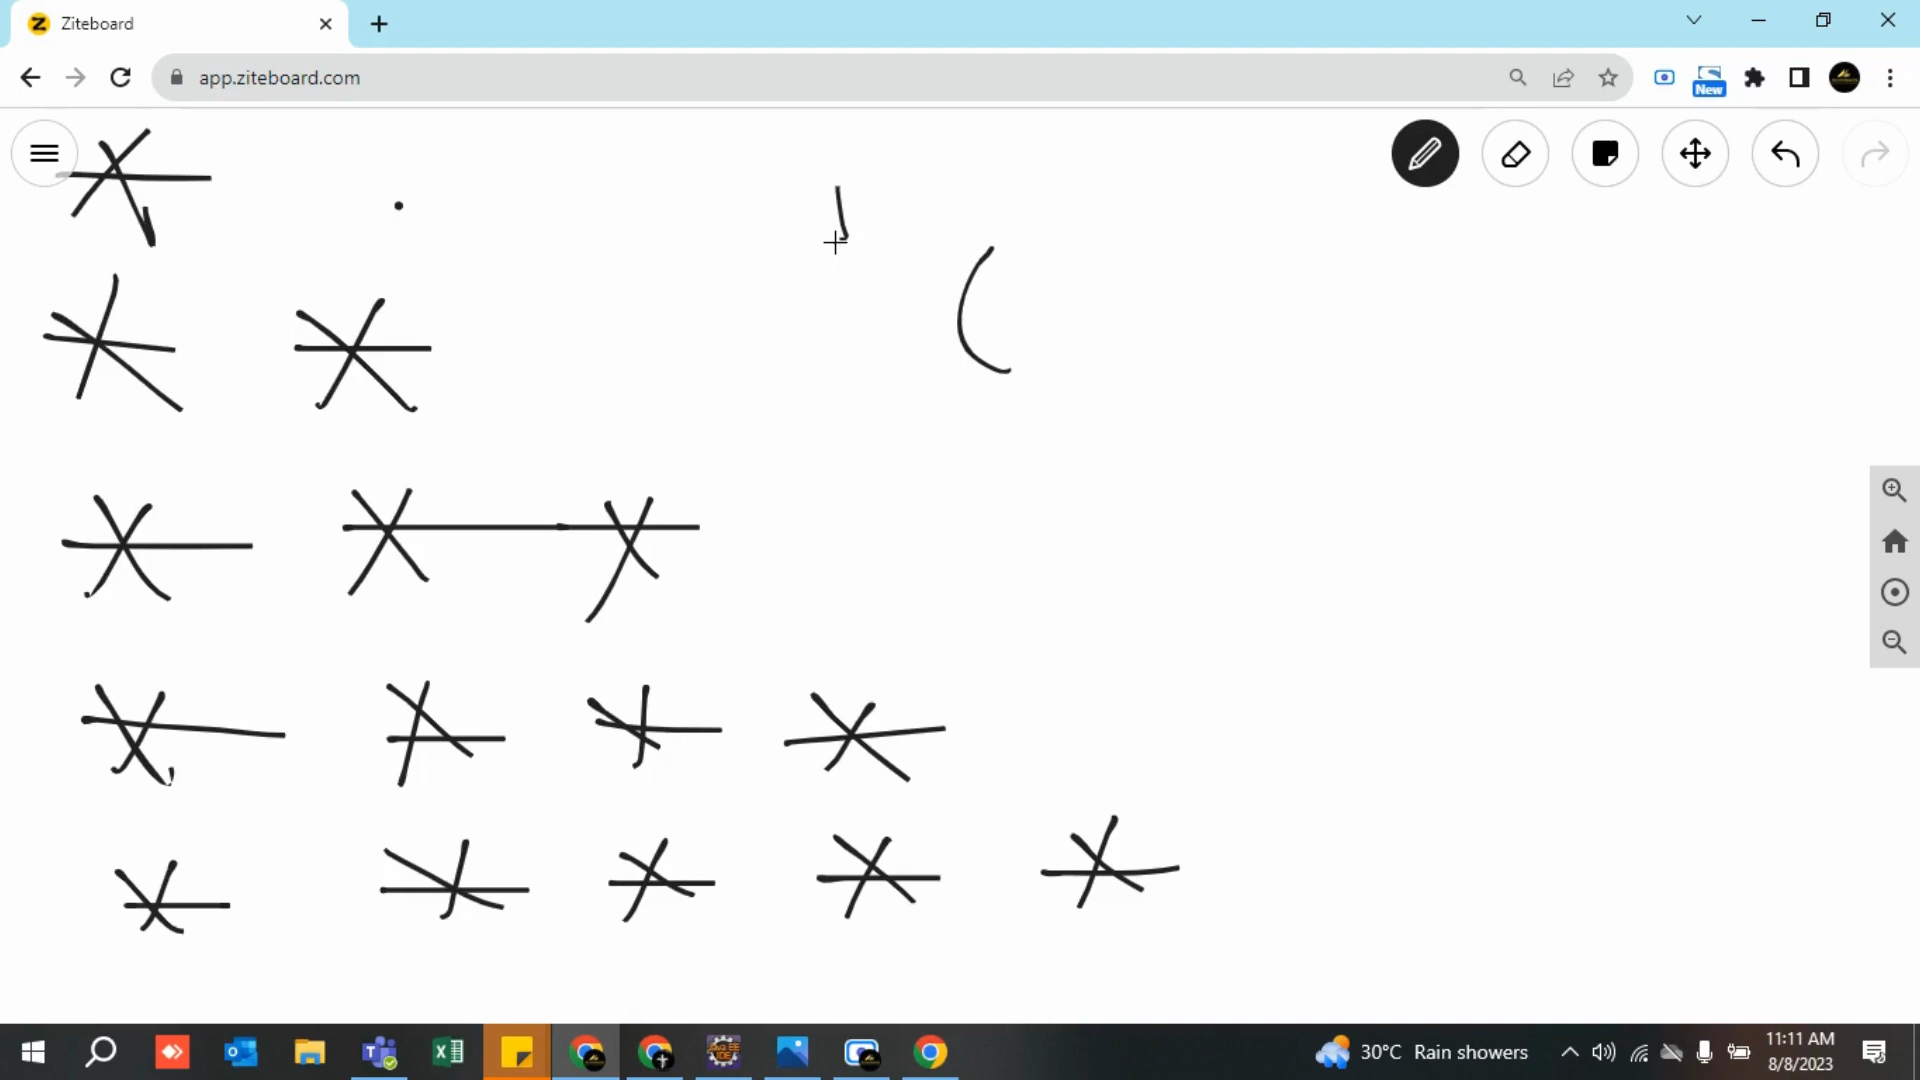 Ziteboard
app.ziteboard.com
New
*
* *
* * *
* * * *
* * * * *
30°C Rain showers
11:11 AM
8/8/2023